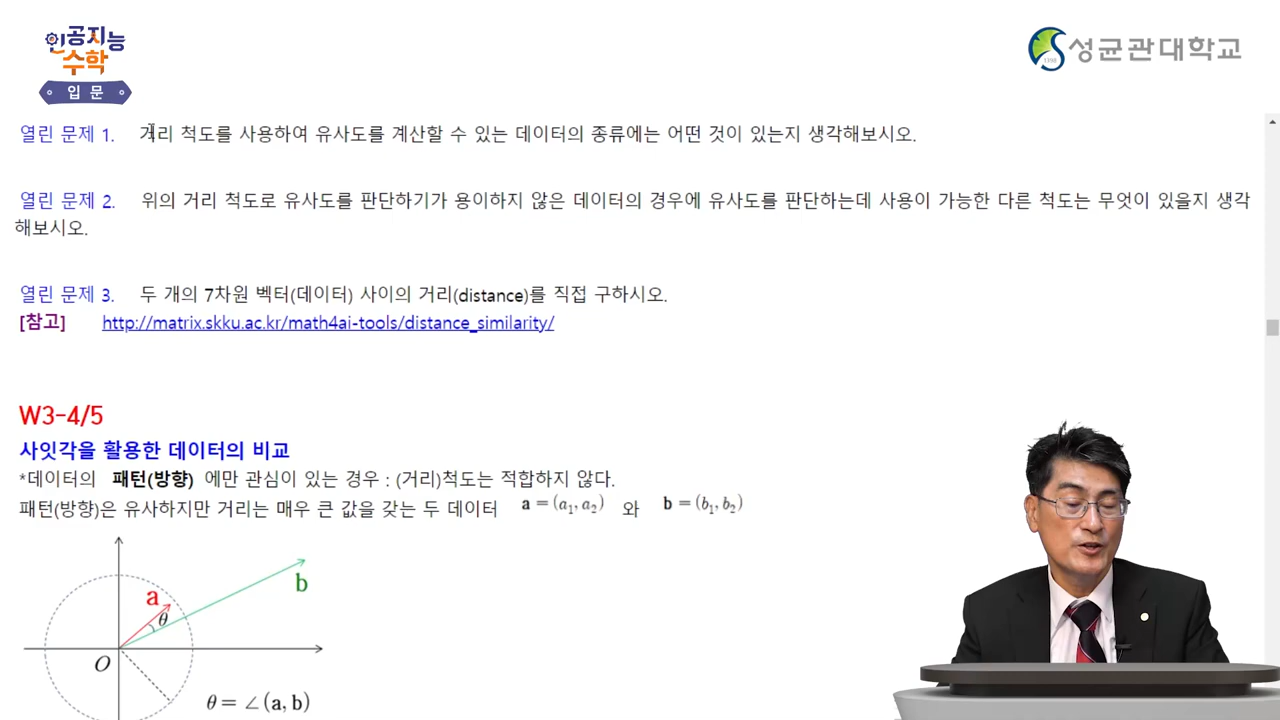 인공지능
수학
입문
성균관대학교
열린 문제 1. 거리 척도를 사용하여 유사도를 계산할 수 있는 데이터의 종류에는 어떤 것이 있는지 생각해보시오.
열린 문제 2. 위의 거리 척도로 유사도를 판단하기가 용이하지 않은 데이터의 경우에 유사도를 판단하는데 사용이 가능한 다른 척도는 무엇이 있을지 생각
해보시오.
열린 문제 3. 두 개의 7차원 벡터(데이터) 사이의 거리(distance)를 직접 구하시오.
[참고] http://matrix.skku.ac.kr/math4ai-tools/distance_similarity/
W3-4/5
사잇각을 활용한 데이터의 비교
*데이터의 패턴(방향) 에만 관심이 있는 경우 : (거리)척도는 적합하지 않다.
패턴(방향)은 유사하지만 거리는 매우 큰 값을 갖는 두 데이터 a = (a₁, a₂) 와 b = (b₁, b₂)
b
a
θ
O
θ = ∠(a, b)